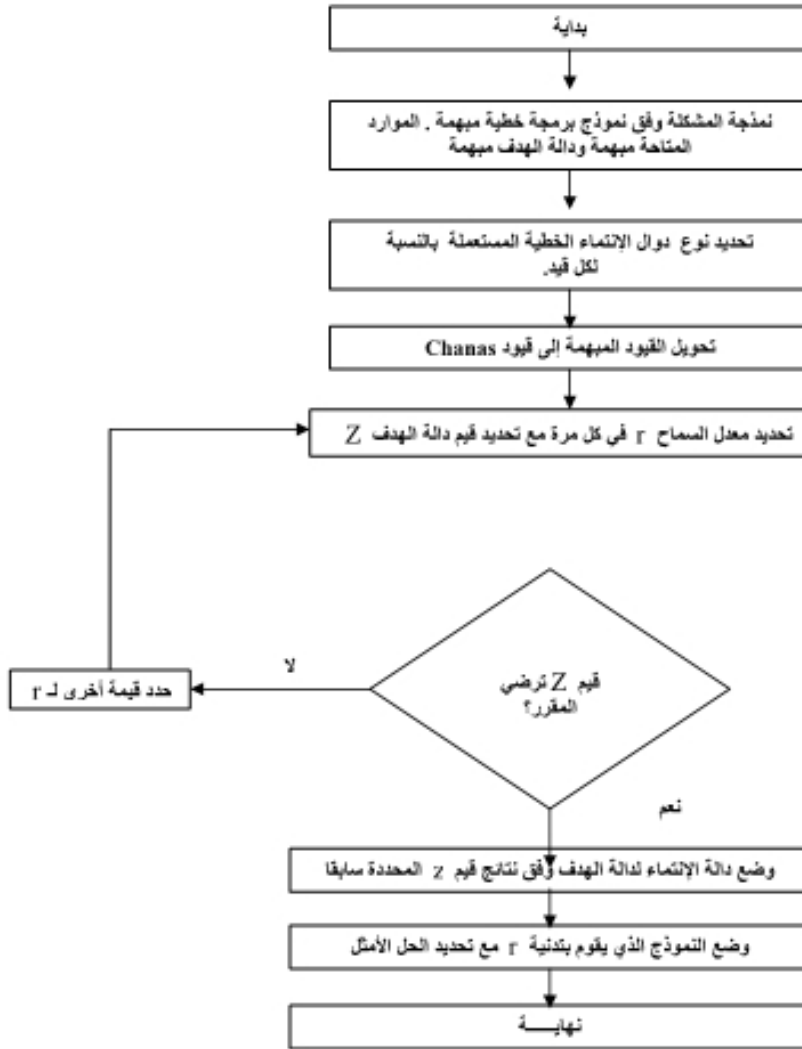 بداية
نمذجة المشكلة وفق نموذج برمجة خطية مبهمة . الموارد
المتاحة مبهمة ودالة الهدف مبهمة
تحديد نوع دوال الإنتماء الخطية المستعملة بالنسبة
لكل قيد.
تحويل القيود المبهمة إلى قيود Chanas
تحديد معدل السماح r في كل مرة مع تحديد قيم دالة الهدف Z
قيم Z ترضي
المقرر؟
لا
حدد قيمة أخرى لـ r
نعم
وضع دالة الإنتماء لدالة الهدف وفق نتائج قيم z المحددة سابقا
وضع النموذج الذي يقوم بتدنية r مع تحديد الحل الأمثل
نهايـــــة